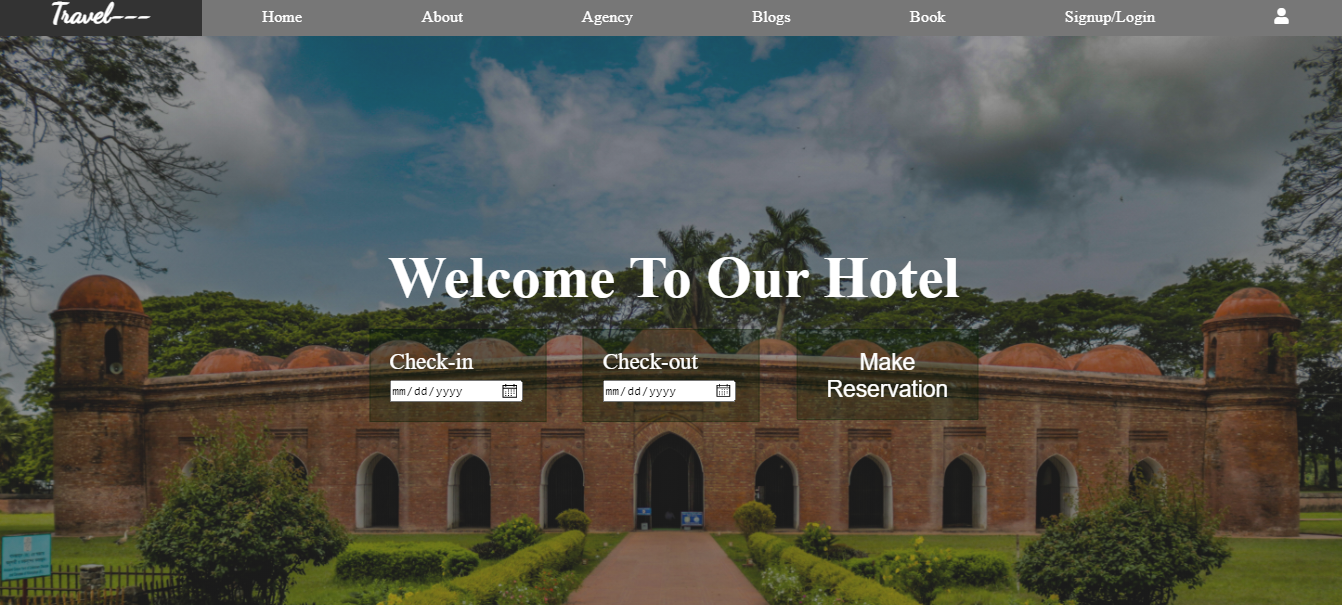 Travel---
Home
About
Agency
Blogs
Book
Signup/Login
Welcome To Our Hotel
Check-in
mm/dd/yyyy
Check-out
mm/dd/yyyy
Make
Reservation